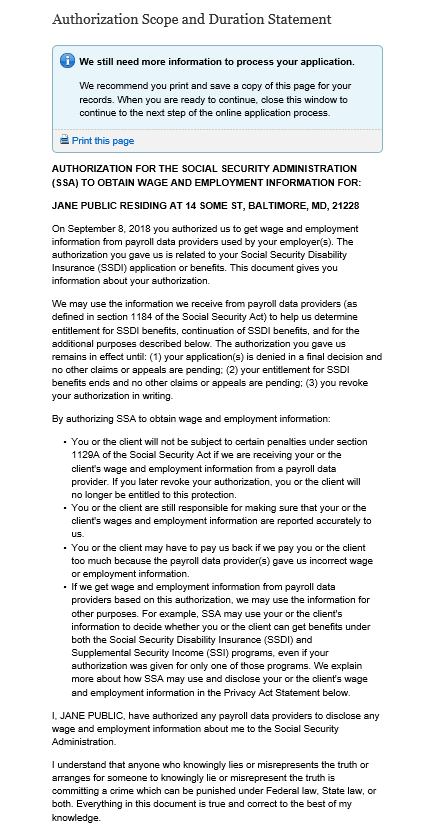 Authorization Scope and Duration Statement
We still need more information to process your application.
We recommend you print and save a copy of this page for your
records. When you are ready to continue, close this window to
continue to the next step of the online application process.
Print this page
AUTHORIZATION FOR THE SOCIAL SECURITY ADMINISTRATION
(SSA) TO OBTAIN WAGE AND EMPLOYMENT INFORMATION FOR:
JANE PUBLIC RESIDING AT 14 SOME ST, BALTIMORE, MD, 21228
On September 8, 2018 you authorized us to get wage and employment
information from payroll data providers used by your employer(s). The
authorization you gave us is related to your Social Security Disability
Insurance (SSDI) application or benefits. This document gives you
information about your authorization.
We may use the information we receive from payroll data providers (as
defined in section 1184 of the Social Security Act) to help us determine
entitlement for SSDI benefits, continuation of SSDI benefits, and for the
additional purposes described below. The authorization you gave us
remains in effect until: (1) your application(s) is denied in a final decision and
no other claims or appeals are pending; (2) your entitlement for SSDI
benefits ends and no other claims or appeals are pending; (3) you revoke
your authorization in writing.
By authorizing SSA to obtain wage and employment information:
• You or the client will not be subject to certain penalties under section
1129A of the Social Security Act if we are receiving your or the
client's wage and employment information from a payroll data
provider. If you later revoke your authorization, you or the client will
no longer be entitled to this protection.
• You or the client are still responsible for making sure that your or the
client's wages and employment information are reported accurately to
us.
• You or the client may have to pay us back if we pay you or the client
too much because the payroll data provider(s) gave us incorrect wage
or employment information.
• If we get wage and employment information from payroll data
providers based on this authorization, we may use the information for
other purposes. For example, SSA may use your or the client's
information to decide whether you or the client can get benefits under
both the Social Security Disability Insurance (SSDI) and
Supplemental Security Income (SSI) programs, even if your
authorization was given for only one of those programs. We explain
more about how SSA may use and disclose your or the client's wage
and employment information in the Privacy Act Statement below.
I, JANE PUBLIC, have authorized any payroll data providers to disclose any
wage and employment information about me to the Social Security
Administration.
I understand that anyone who knowingly lies or misrepresents the truth or
arranges for someone to knowingly lie or misrepresent the truth is
committing a crime which can be punished under Federal law, State law, or
both. Everything in this document is true and correct to the best of my
knowledge.